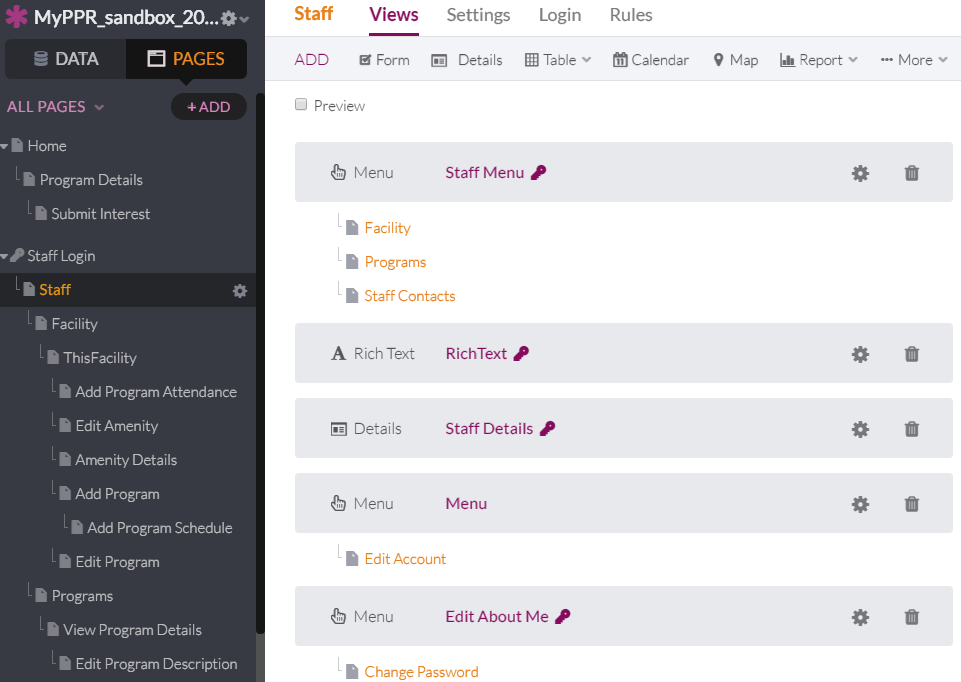 MyPPR_sandbox_20...
DATA
PAGES
ALL PAGES
+ ADD
Home
Program Details
Submit Interest
Staff Login
Staff
Facility
ThisFacility
Add Program Attendance
Edit Amenity
Amenity Details
Add Program
Add Program Schedule
Edit Program
Programs
View Program Details
Edit Program Description
Staff Views Settings Login Rules
ADD Form Details Table Calendar Map Report More
Preview
Menu Staff Menu
Facility
Programs
Staff Contacts
A Rich Text RichText
Details Staff Details
Menu Menu
Edit Account
Menu Edit About Me
Change Password